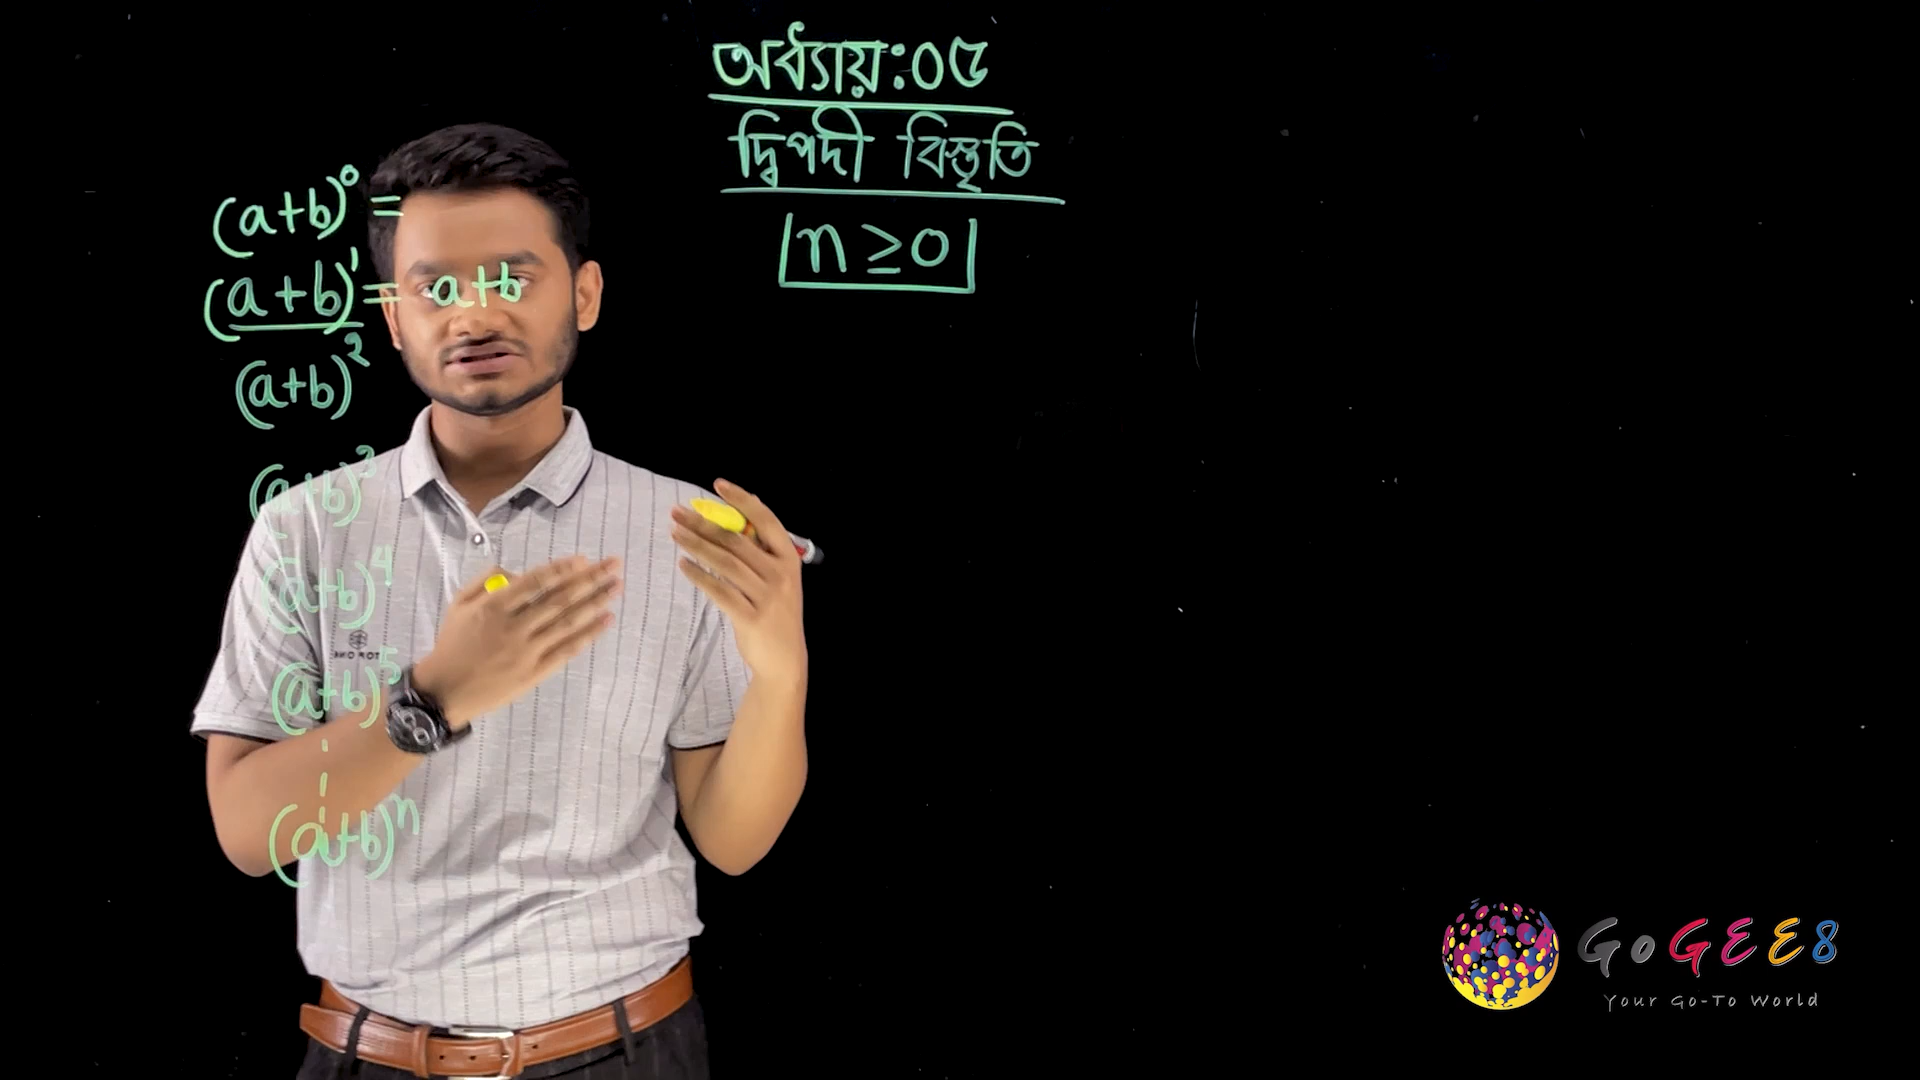 অধ্যায়:০৫
দ্বিপদী বিস্তৃতি
n ≥ 0
(a+b)⁰ =
(a+b)¹ = a+b
(a+b)²
(a+b)³
(a+b)⁴
(a+b)⁵
(a+b)ⁿ
GoGEE8
Your Go-To World